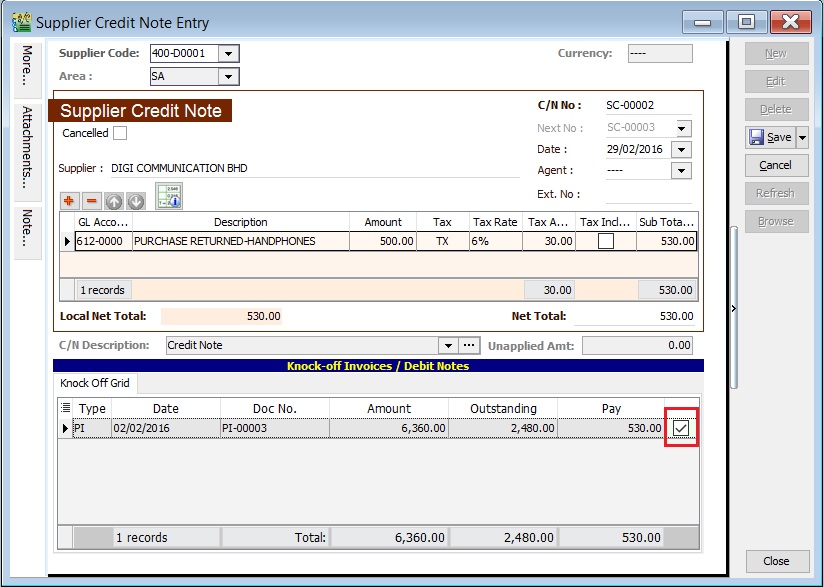 Supplier Credit Note Entry
More...
Attachments...
Note...
Supplier Code: 400-D0001
Currency: ----
Area : SA
Supplier Credit Note
Cancelled
C/N No : SC-00002
Next No : SC-00003
Date : 29/02/2016
Agent : ----
Ext. No :
Supplier : DIGI COMMUNICATION BHD
GL Acco... Description Amount Tax Tax Rate Tax A... Tax Incl... Sub Tota...
612-0000 PURCHASE RETURNED-HANDPHONES 500.00 TX 6% 30.00 530.00
1 records 30.00 530.00
Local Net Total: 530.00 Net Total: 530.00
C/N Description: Credit Note Unapplied Amt: 0.00
Knock-off Invoices / Debit Notes
Knock Off Grid
Type Date Doc No. Amount Outstanding Pay
PI 02/02/2016 PI-00003 6,360.00 2,480.00 530.00
1 records Total: 6,360.00 2,480.00 530.00
New
Edit
Delete
Save
Cancel
Refresh
Browse
Close